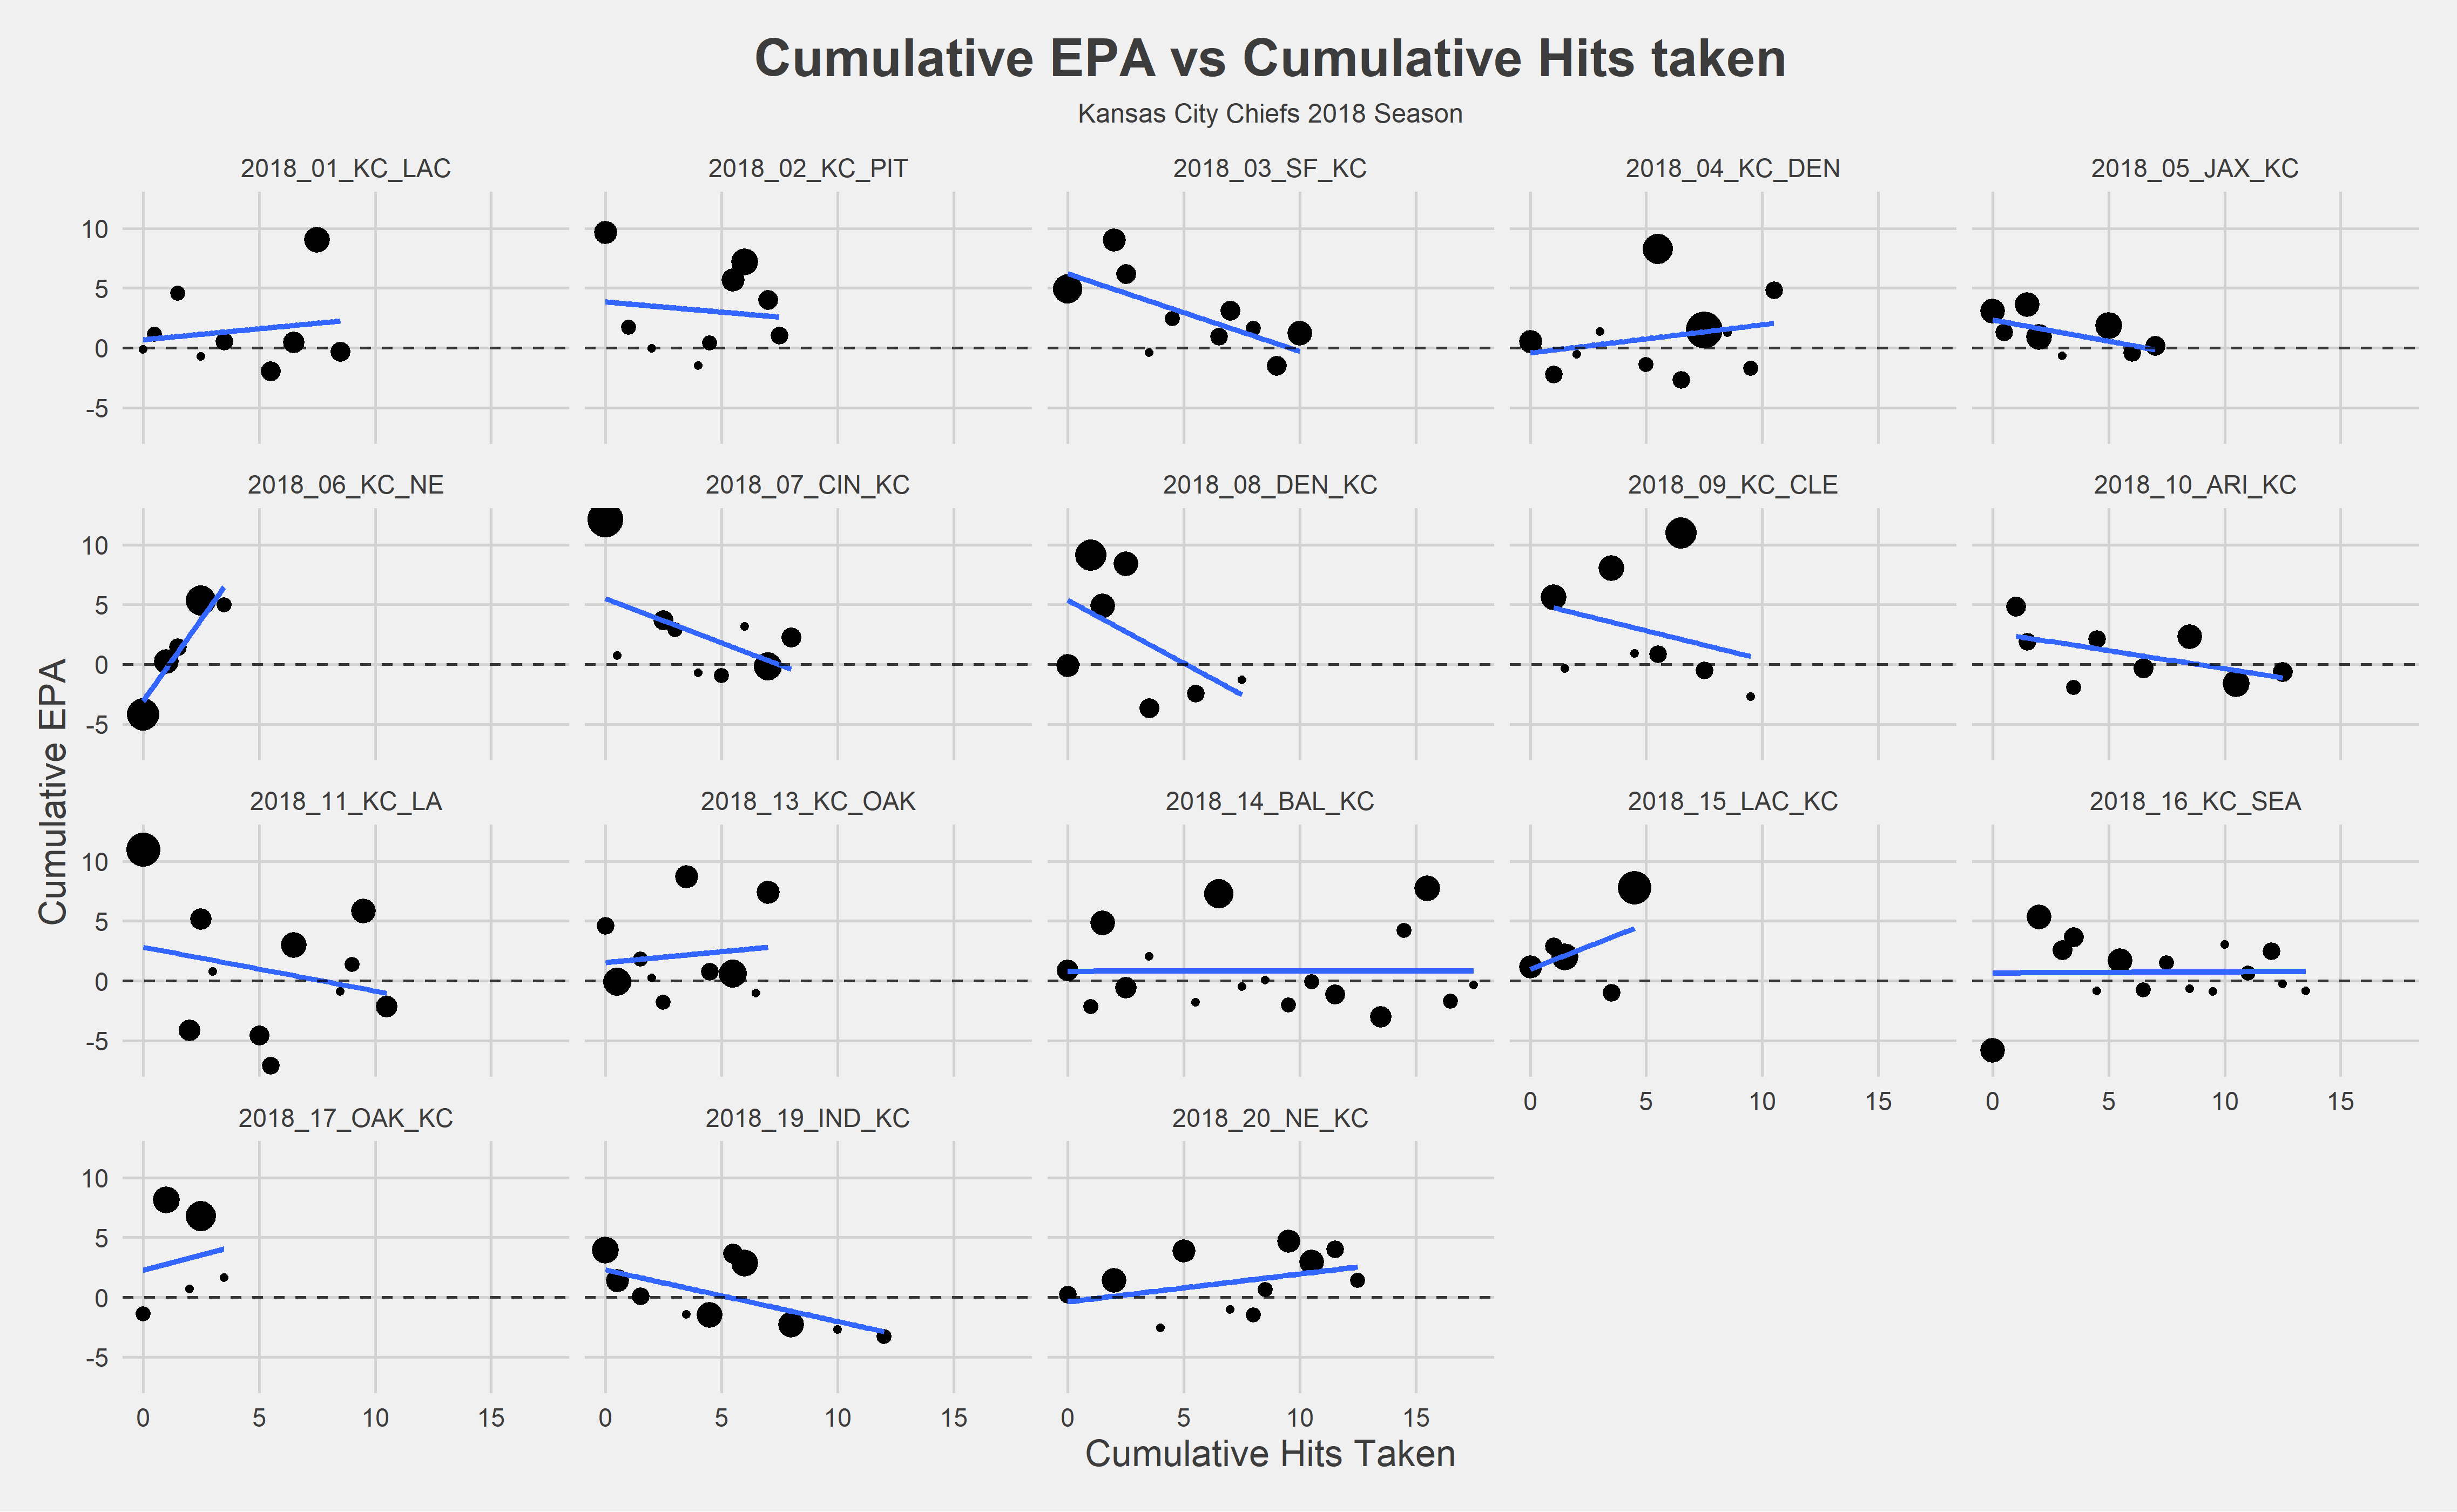 Cumulative EPA vs Cumulative Hits taken
Kansas City Chiefs 2018 Season
2018_01_KC_LAC
2018_02_KC_PIT
2018_03_SF_KC
2018_04_KC_DEN
2018_05_JAX_KC
10
5
0
-5
2018_06_KC_NE
2018_07_CIN_KC
2018_08_DEN_KC
2018_09_KC_CLE
2018_10_ARI_KC
10
5
0
-5
Cumulative EPA
2018_11_KC_LA
2018_13_KC_OAK
2018_14_BAL_KC
2018_15_LAC_KC
2018_16_KC_SEA
10
5
0
-5
0 5 10 15
0 5 10 15
2018_17_OAK_KC
2018_19_IND_KC
2018_20_NE_KC
10
5
0
-5
0 5 10 15
0 5 10 15
0 5 10 15
Cumulative Hits Taken